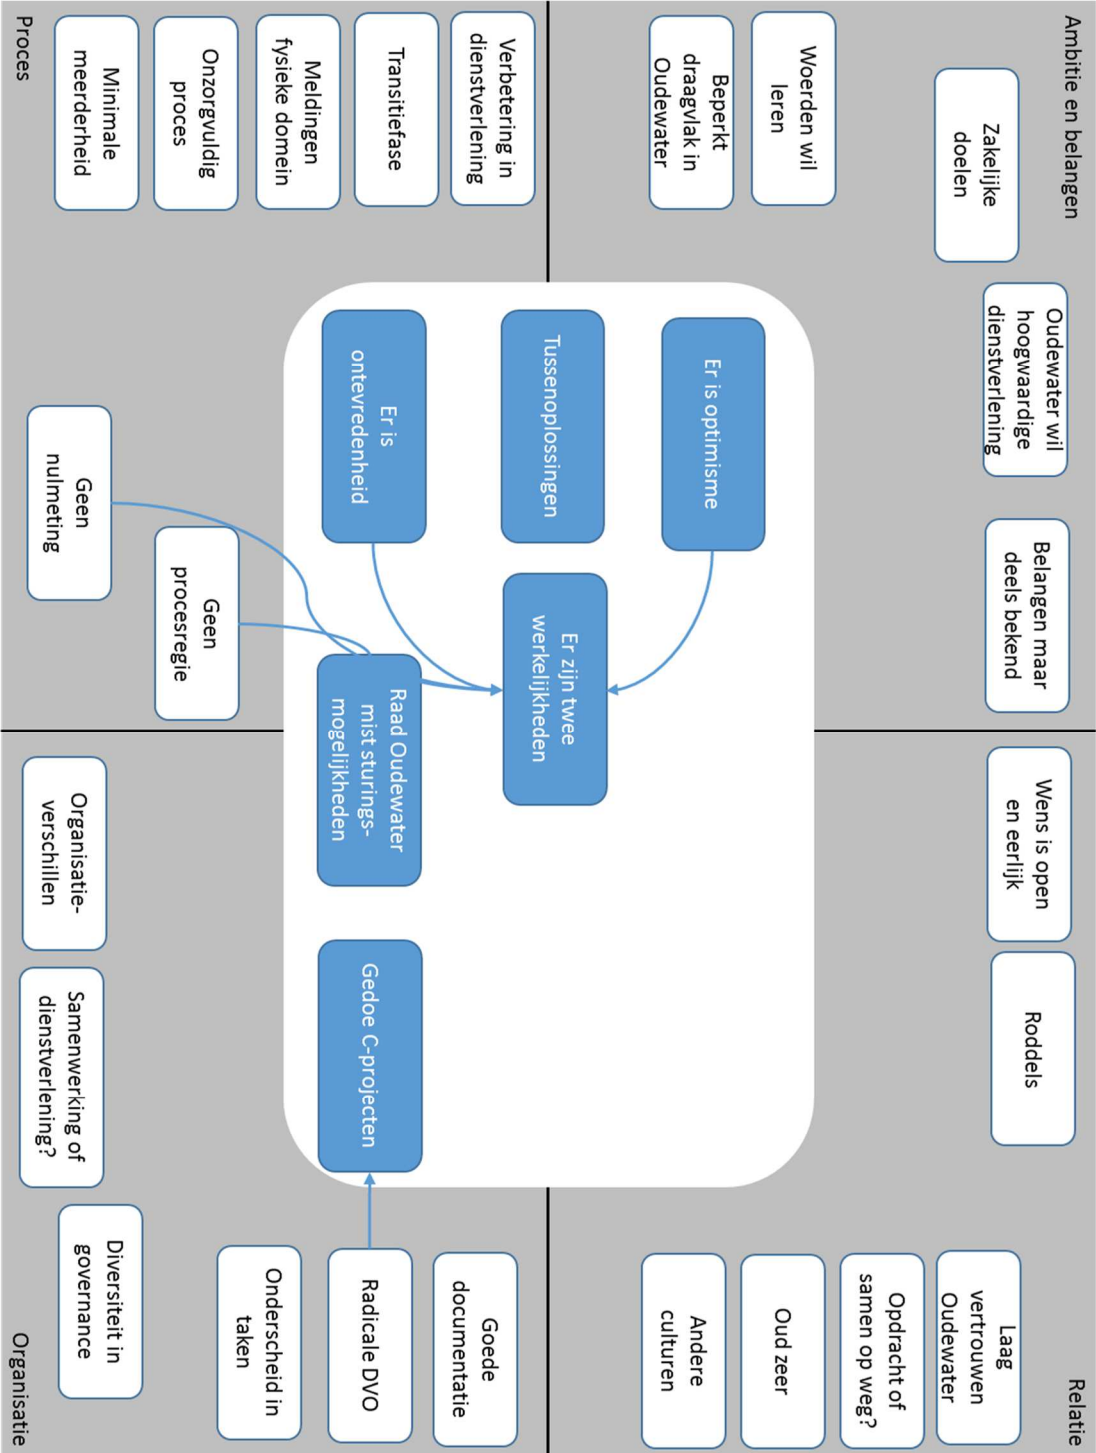 Ambitie en belangen
Zakelijke
doelen
Oudewater wil
hoogwaardige
dienstverlening
Belangen maar
deels bekend
Woerden wil
leren
Beperkt
draagvlak in
Oudewater
Relatie
Wens is open
en eerlijk
Roddels
Laag
vertrouwen
Oudewater
Opdracht of
samen op weg?
Oud zeer
Andere
culturen
Er is optimisme
Tussenoplossingen
Er zijn twee
werkelijkheden
Er is
ontevredenheid
Raad Oudewater
mist sturings-
mogelijkheden
Gedoe C-projecten
Verbetering in
dienstverlening
Transitiefase
Meldingen
fysieke domein
Onzorgvuldig
proces
Minimale
meerderheid
Geen
procesregie
Geen
nulmeting
Proces
Goede
documentatie
Radicale DVO
Onderscheid in
taken
Organisatie-
verschillen
Samenwerking of
dienstverlening?
Diversiteit in
governance
Organisatie